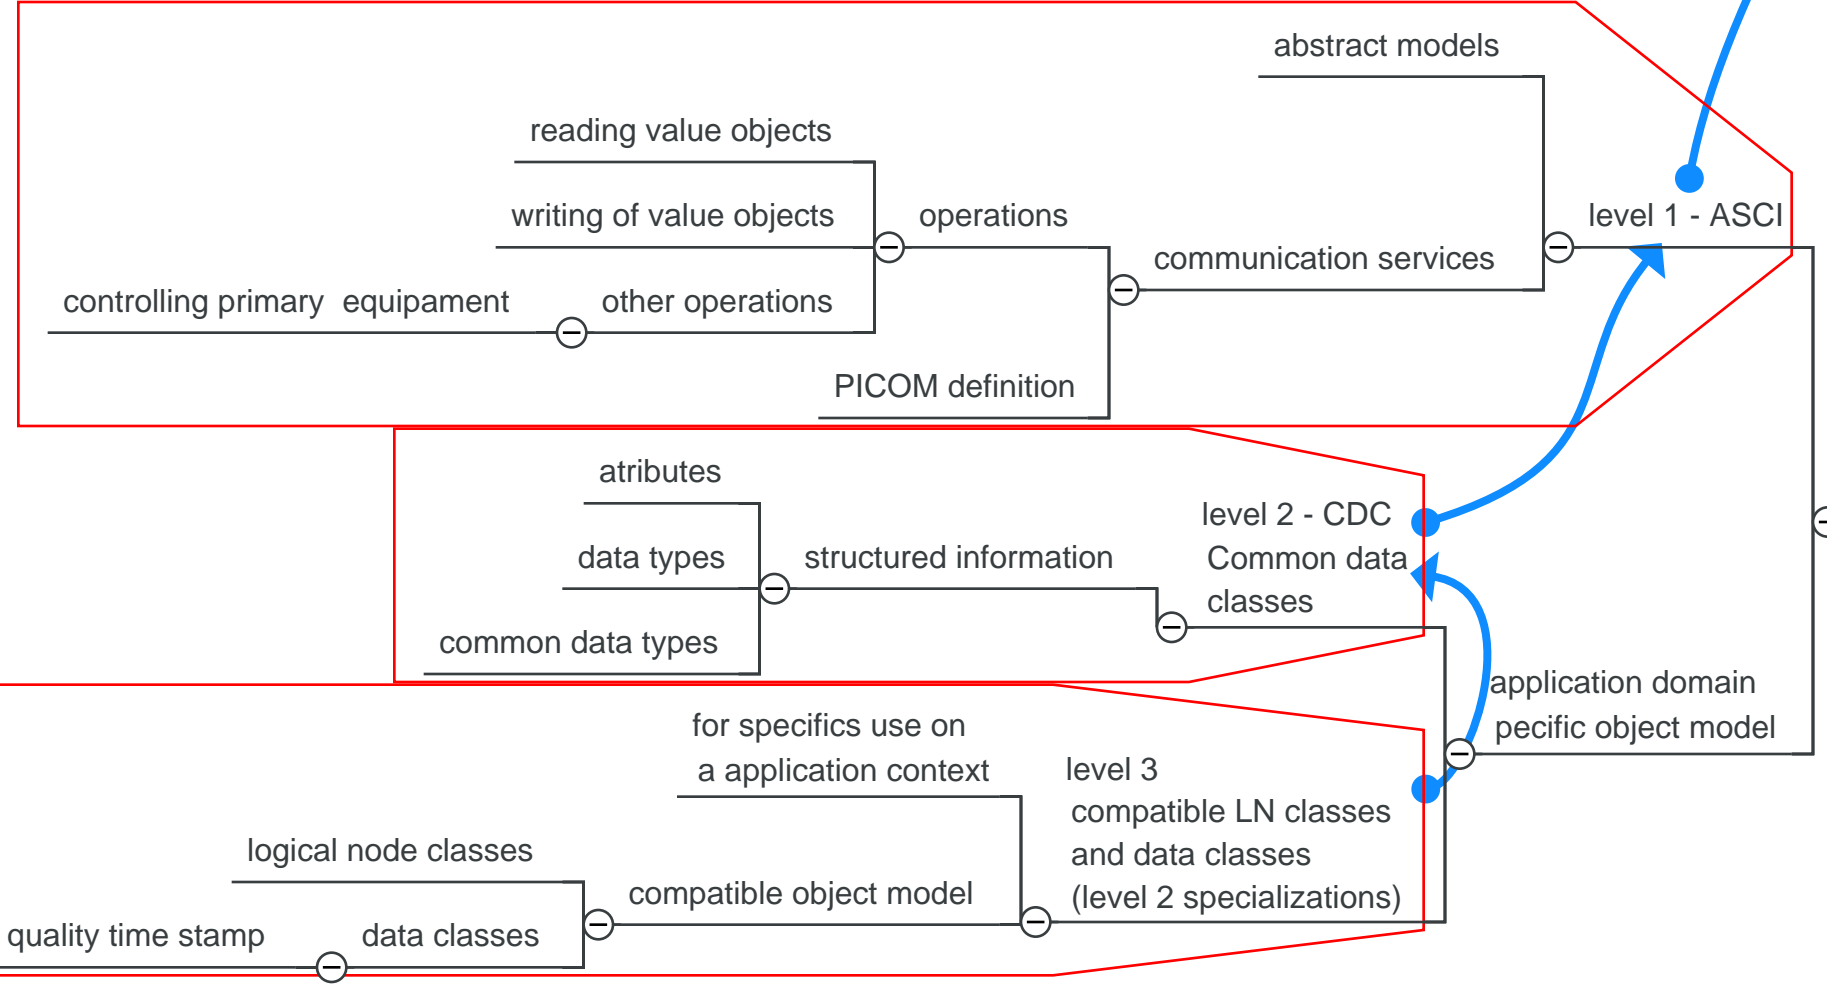 abstract models
reading value objects
writing of value objects
operations
level 1 - ASCI
communication services
controlling primary  equipament
other operations
PICOM definition
atributes
level 2 - CDC
Common data
classes
data types
structured information
common data types
application domain
pecific object model
for specifics use on
a application context
level 3
compatible LN classes
and data classes
(level 2 specializations)
logical node classes
compatible object model
quality time stamp
data classes